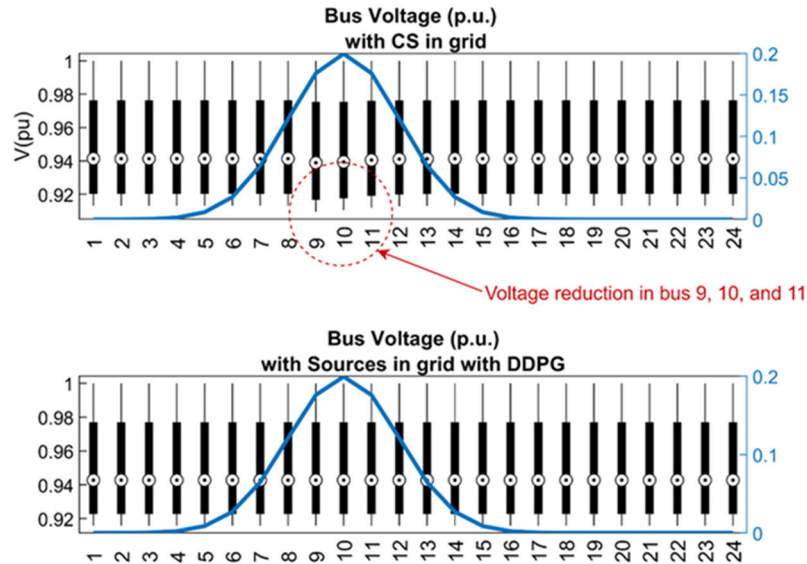 Bus Voltage (p.u.)
with CS in grid
V(pu)
1
0.98
0.96
0.94
0.92
0.2
0.15
0.1
0.05
0
1 2 3 4 5 6 7 8 9 10 11 12 13 14 15 16 17 18 19 20 21 22 23 24
Voltage reduction in bus 9, 10, and 11
Bus Voltage (p.u.)
with Sources in grid with DDPG
1
0.98
0.96
0.94
0.92
0.2
0.1
0
1 2 3 4 5 6 7 8 9 10 11 12 13 14 15 16 17 18 19 20 21 22 23 24